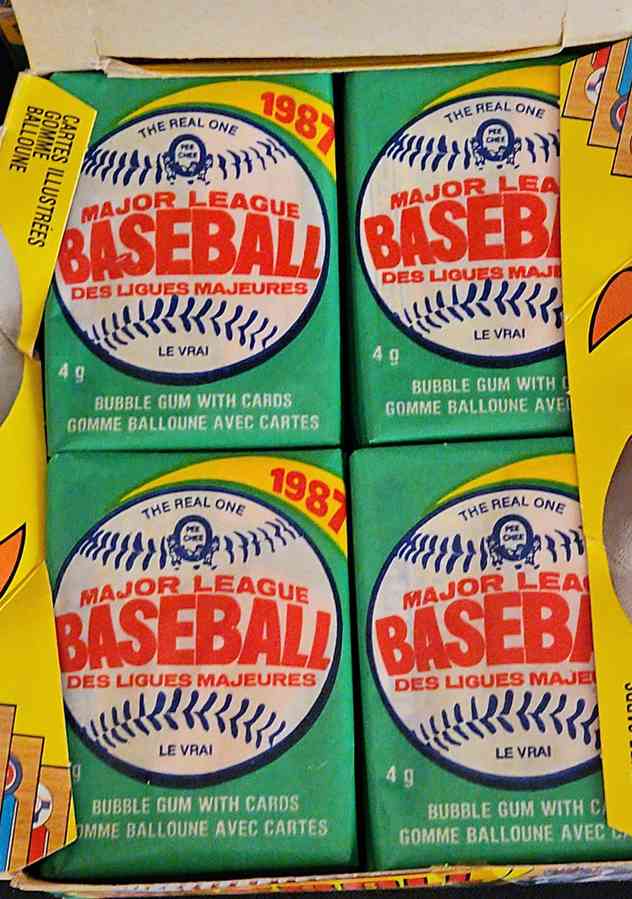 CARTES ILLUSTRÉES
GOMME
BALLOUNE
1987
THE REAL ONE
PEE
CHEE
MAJOR LEAGUE
BASEBALL
DES LIGUES MAJEURES
LE VRAI
4 g
BUBBLE GUM WITH CARDS
GOMME BALLOUNE AVEC CARTES
THE REAL ONE
PEE
CHEE
MAJOR LEA
BASEB
DES LIGUES MAJE
LE VRAI
4 g
BUBBLE GUM WITH C
GOMME BALLOUNE AVE
1987
THE REAL ONE
PEE
CHEE
MAJOR LEAGUE
BASEBALL
DES LIGUES MAJEURES
LE VRAI
g
BUBBLE GUM WITH CARDS
OMME BALLOUNE AVEC CARTES
THE REAL ONE
PEE
CHEE
MAJOR LEAG
BASEBA
DES LIGUES MAJEU
LE VRAI
4 g
BUBBLE GUM WITH CA
GOMME BALLOUNE AVEC C